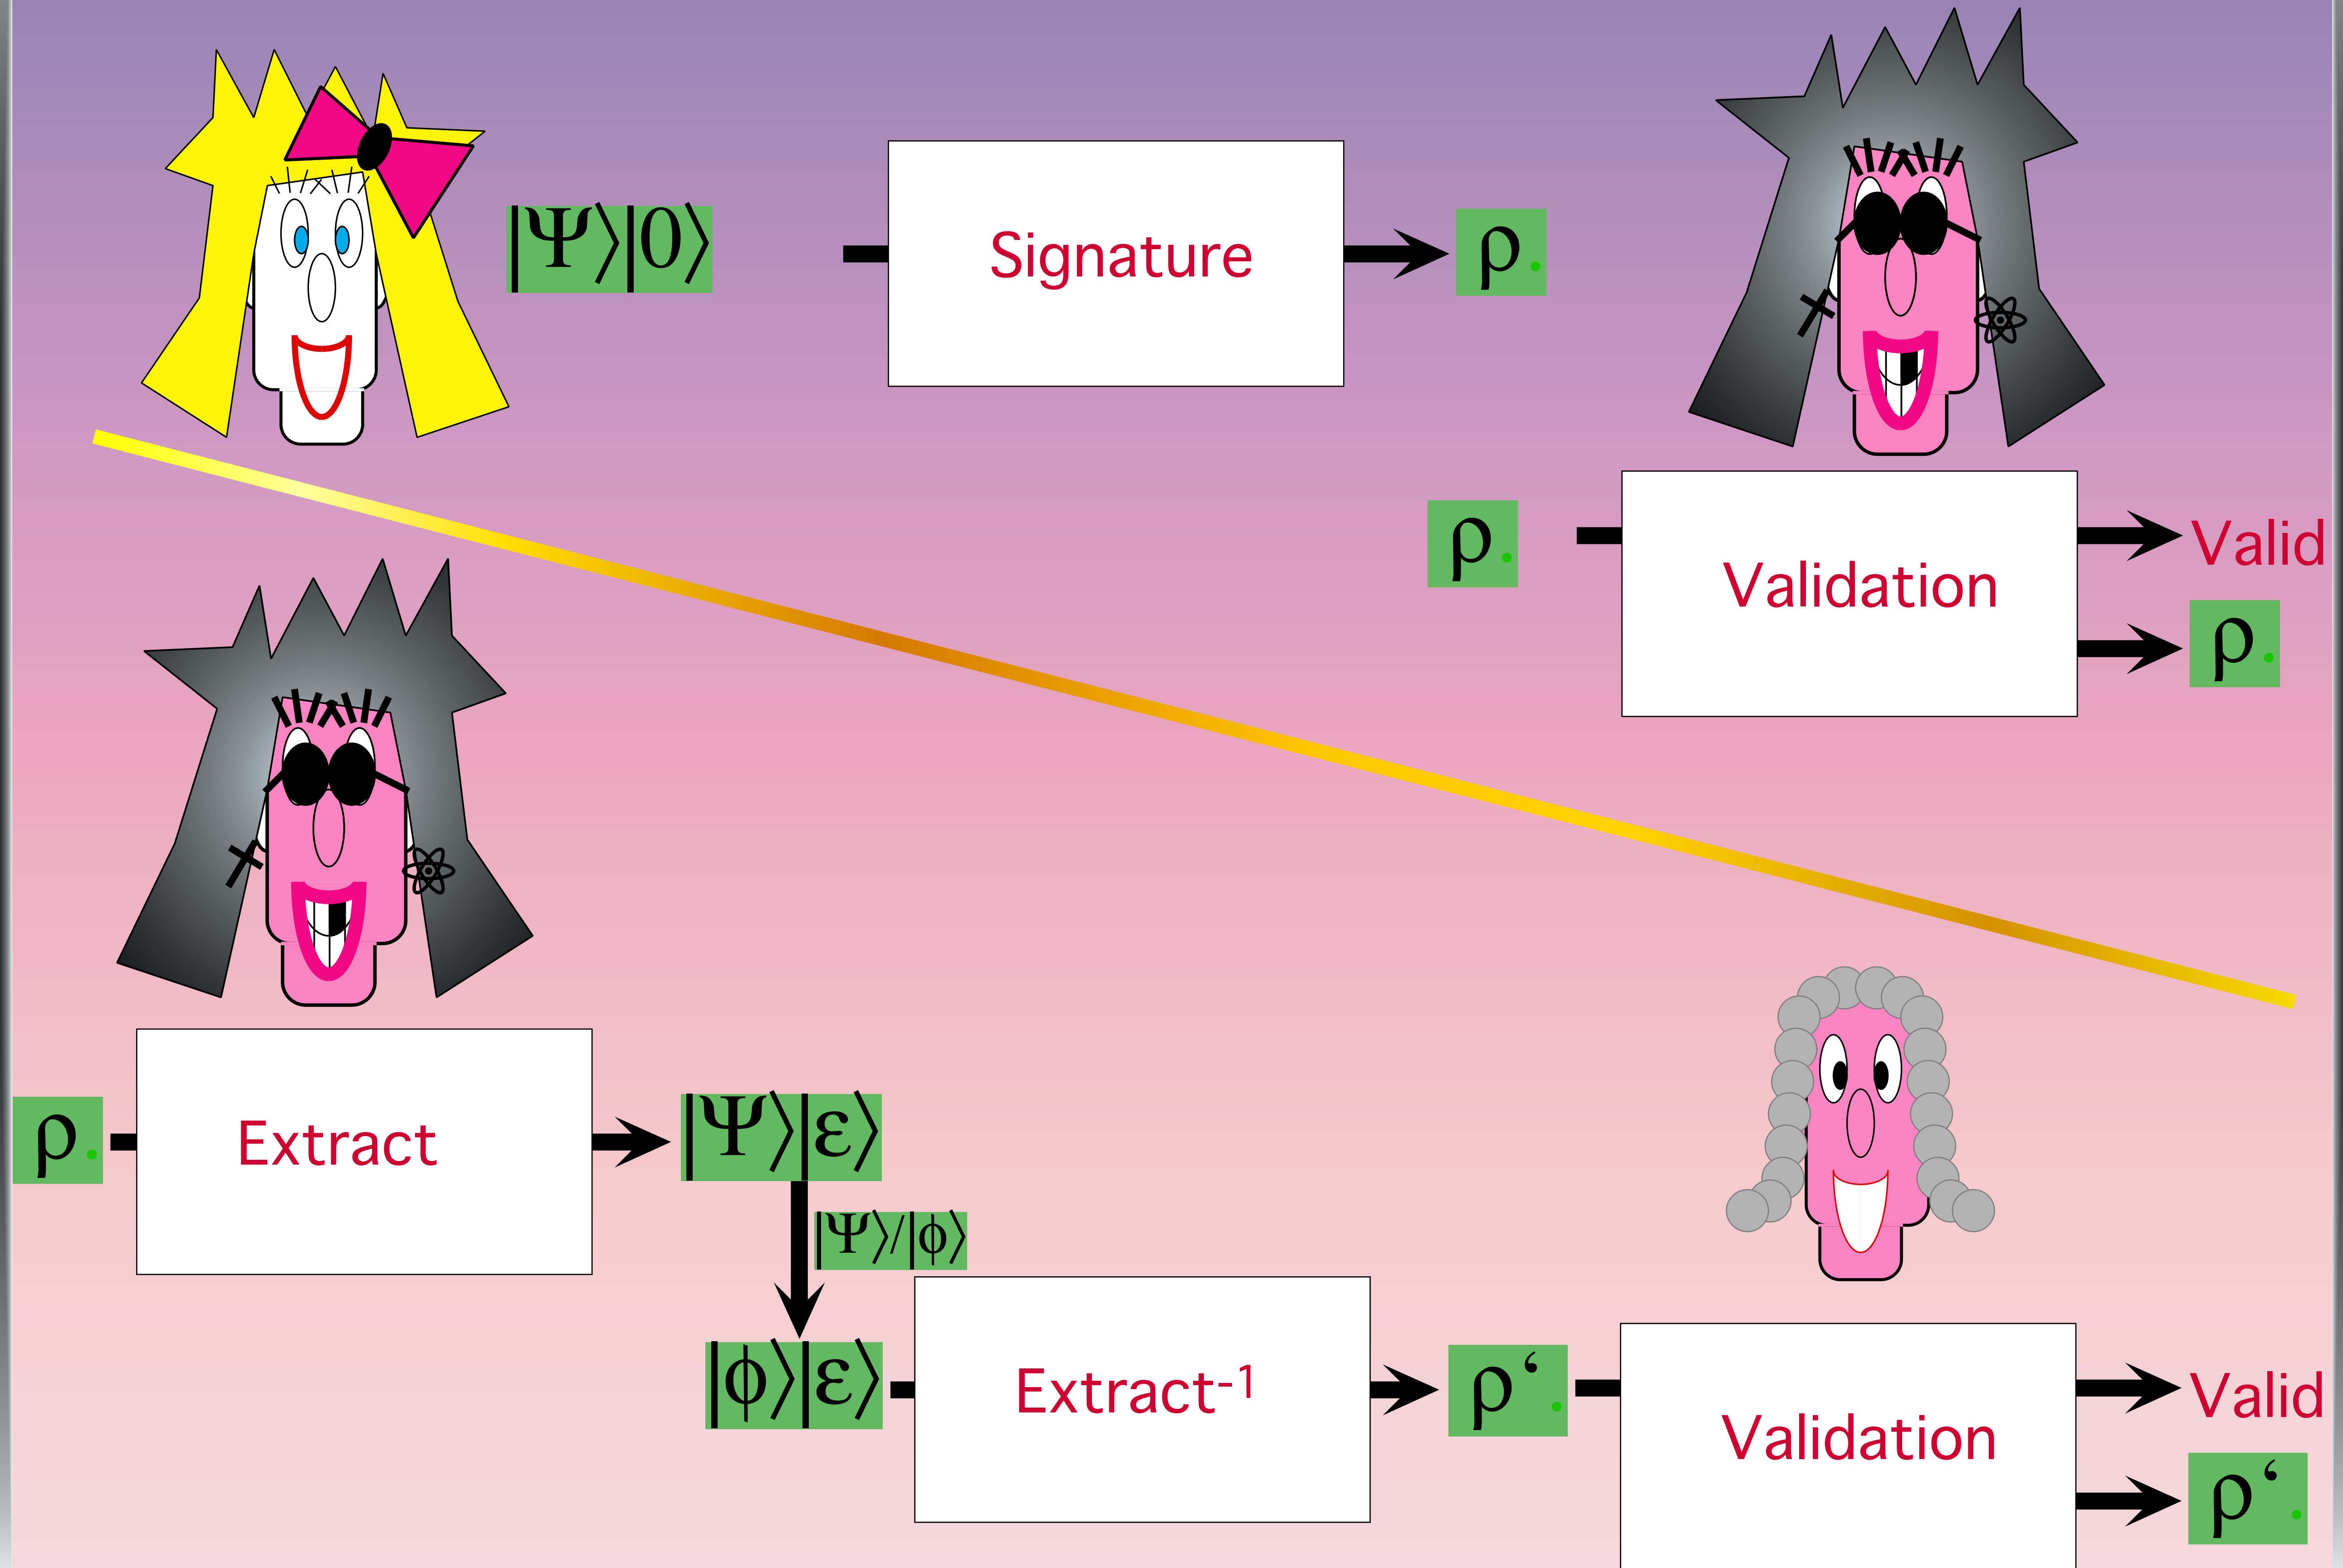 |Ψ⟩|0⟩
Signature
ρ.
ρ.
Validation
Valid
ρ.
ρ.
Extract
|Ψ⟩|ε⟩
|Ψ⟩/|ϕ⟩
|ϕ⟩|ε⟩
Extract⁻¹
ρ‘.
Validation
Valid
ρ‘.